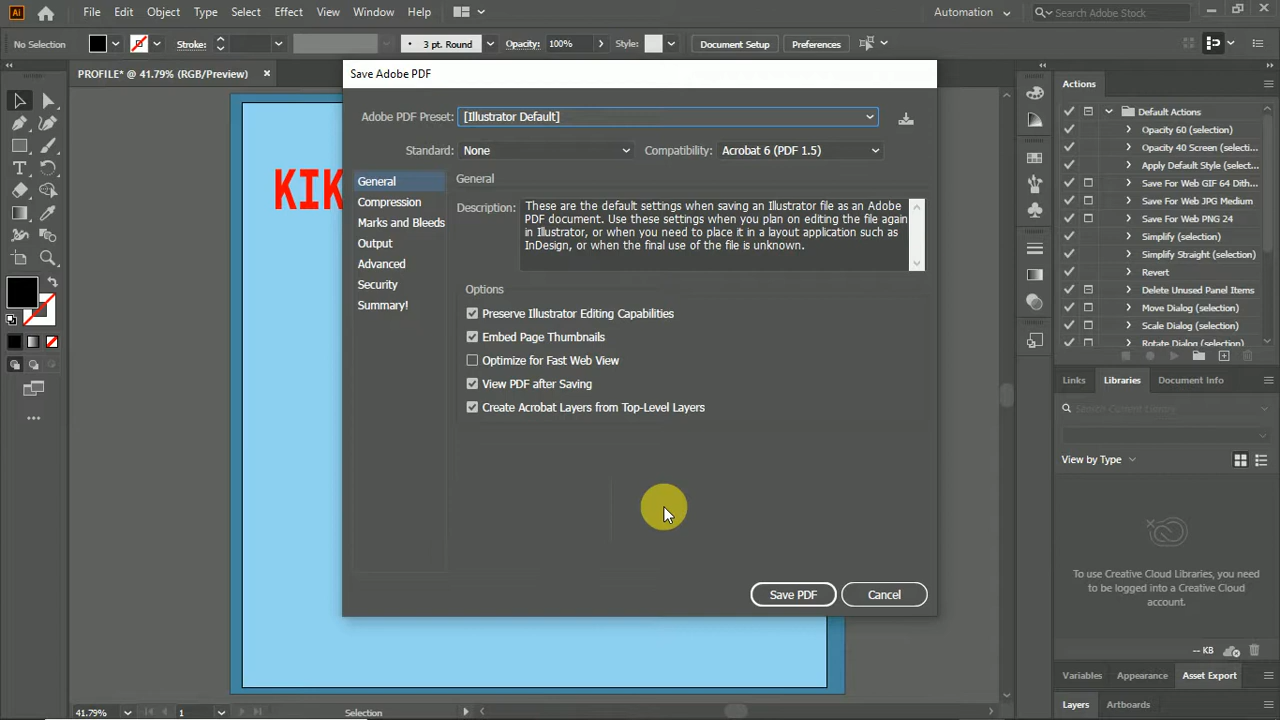 Ai File Edit Object Type Select Effect View Window Help Automation Search Adobe Stock
No Selection Stroke: 3 pt. Round Opacity: 100% Style: Document Setup Preferences
PROFILE* @ 41.79% (RGB/Preview)
Save Adobe PDF
Adobe PDF Preset: [Illustrator Default]
Standard: None Compatibility: Acrobat 6 (PDF 1.5)
General
Compression
Marks and Bleeds
Output
Advanced
Security
Summary!
General
Description: These are the default settings when saving an Illustrator file as an Adobe
PDF document. Use these settings when you plan on editing the file again
in Illustrator, or when you need to place it in a layout application such as
InDesign, or when the final use of the file is unknown.
Options
Preserve Illustrator Editing Capabilities
Embed Page Thumbnails
Optimize for Fast Web View
View PDF after Saving
Create Acrobat Layers from Top-Level Layers
Save PDF Cancel
KIK
Actions
Default Actions
Opacity 60 (selection)
Opacity 40 Screen (selecti...
Apply Default Style (select...
Save For Web GIF 64 Dith...
Save For Web JPG Medium
Save For Web PNG 24
Simplify (selection)
Simplify Straight (selection)
Revert
Delete Unused Panel Items
Move Dialog (selection)
Scale Dialog (selection)
Rotate Dialog (selection)
Links Libraries Document Info
Search Current Library
View by Type
To use Creative Cloud Libraries, you need
to be logged into a Creative Cloud
account.
-- KB
Variables Appearance Asset Export
Layers Artboards
41.79% 1 Selection